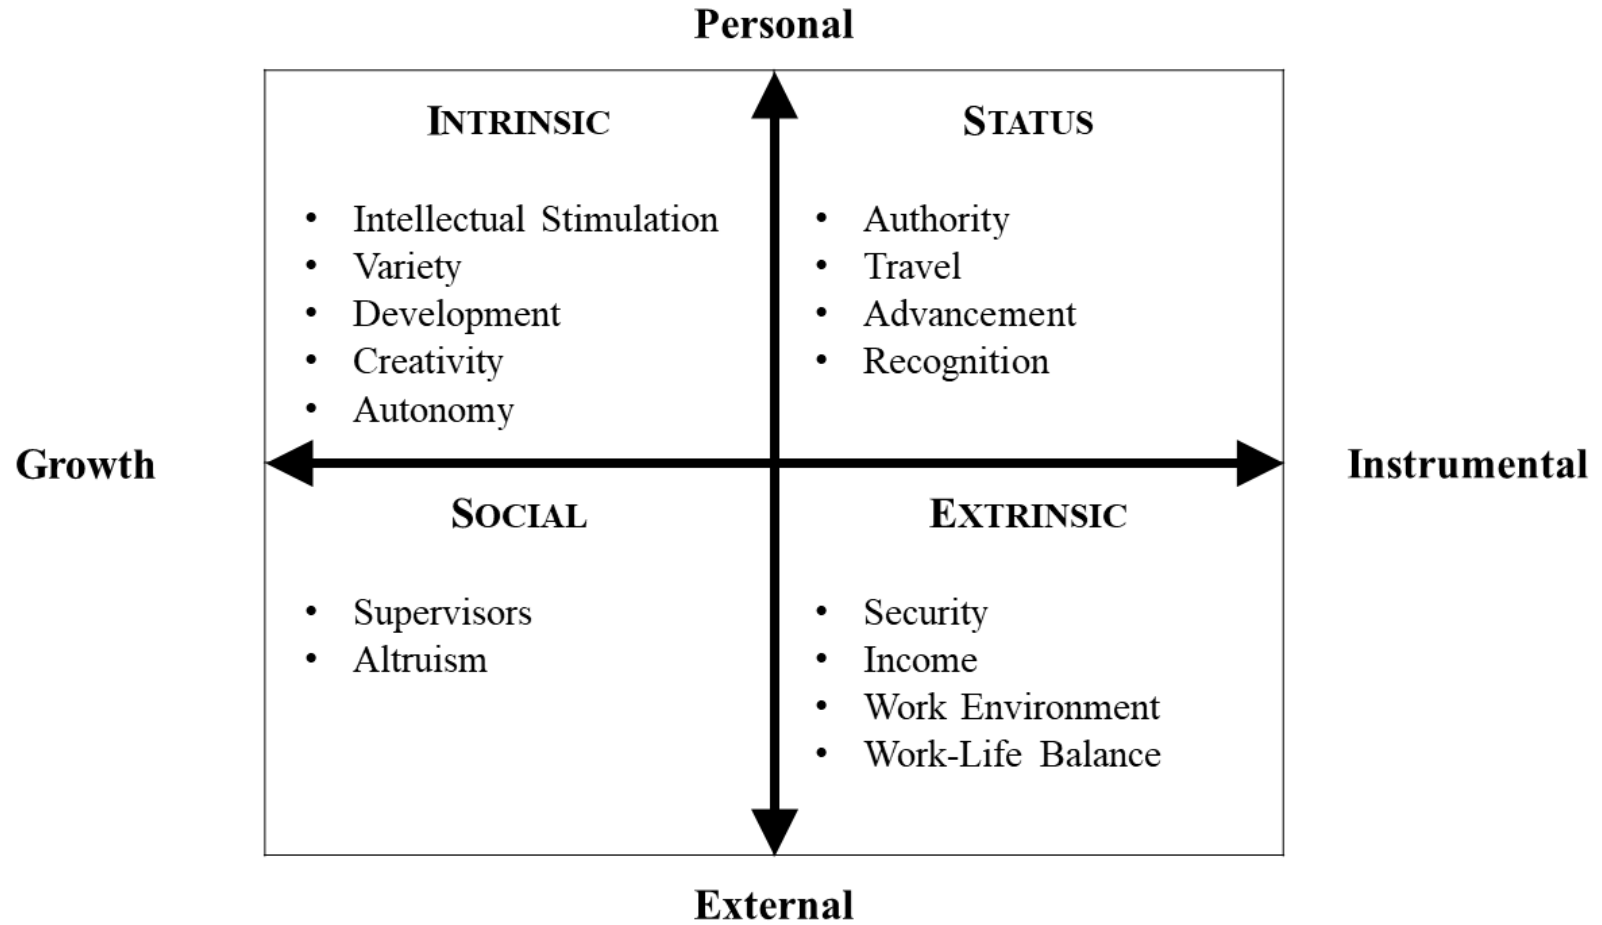 Personal
INTRINSIC
• Intellectual Stimulation
• Variety
• Development
• Creativity
• Autonomy
STATUS
• Authority
• Travel
• Advancement
• Recognition
Growth
Instrumental
SOCIAL
• Supervisors
• Altruism
EXTRINSIC
• Security
• Income
• Work Environment
• Work-Life Balance
External